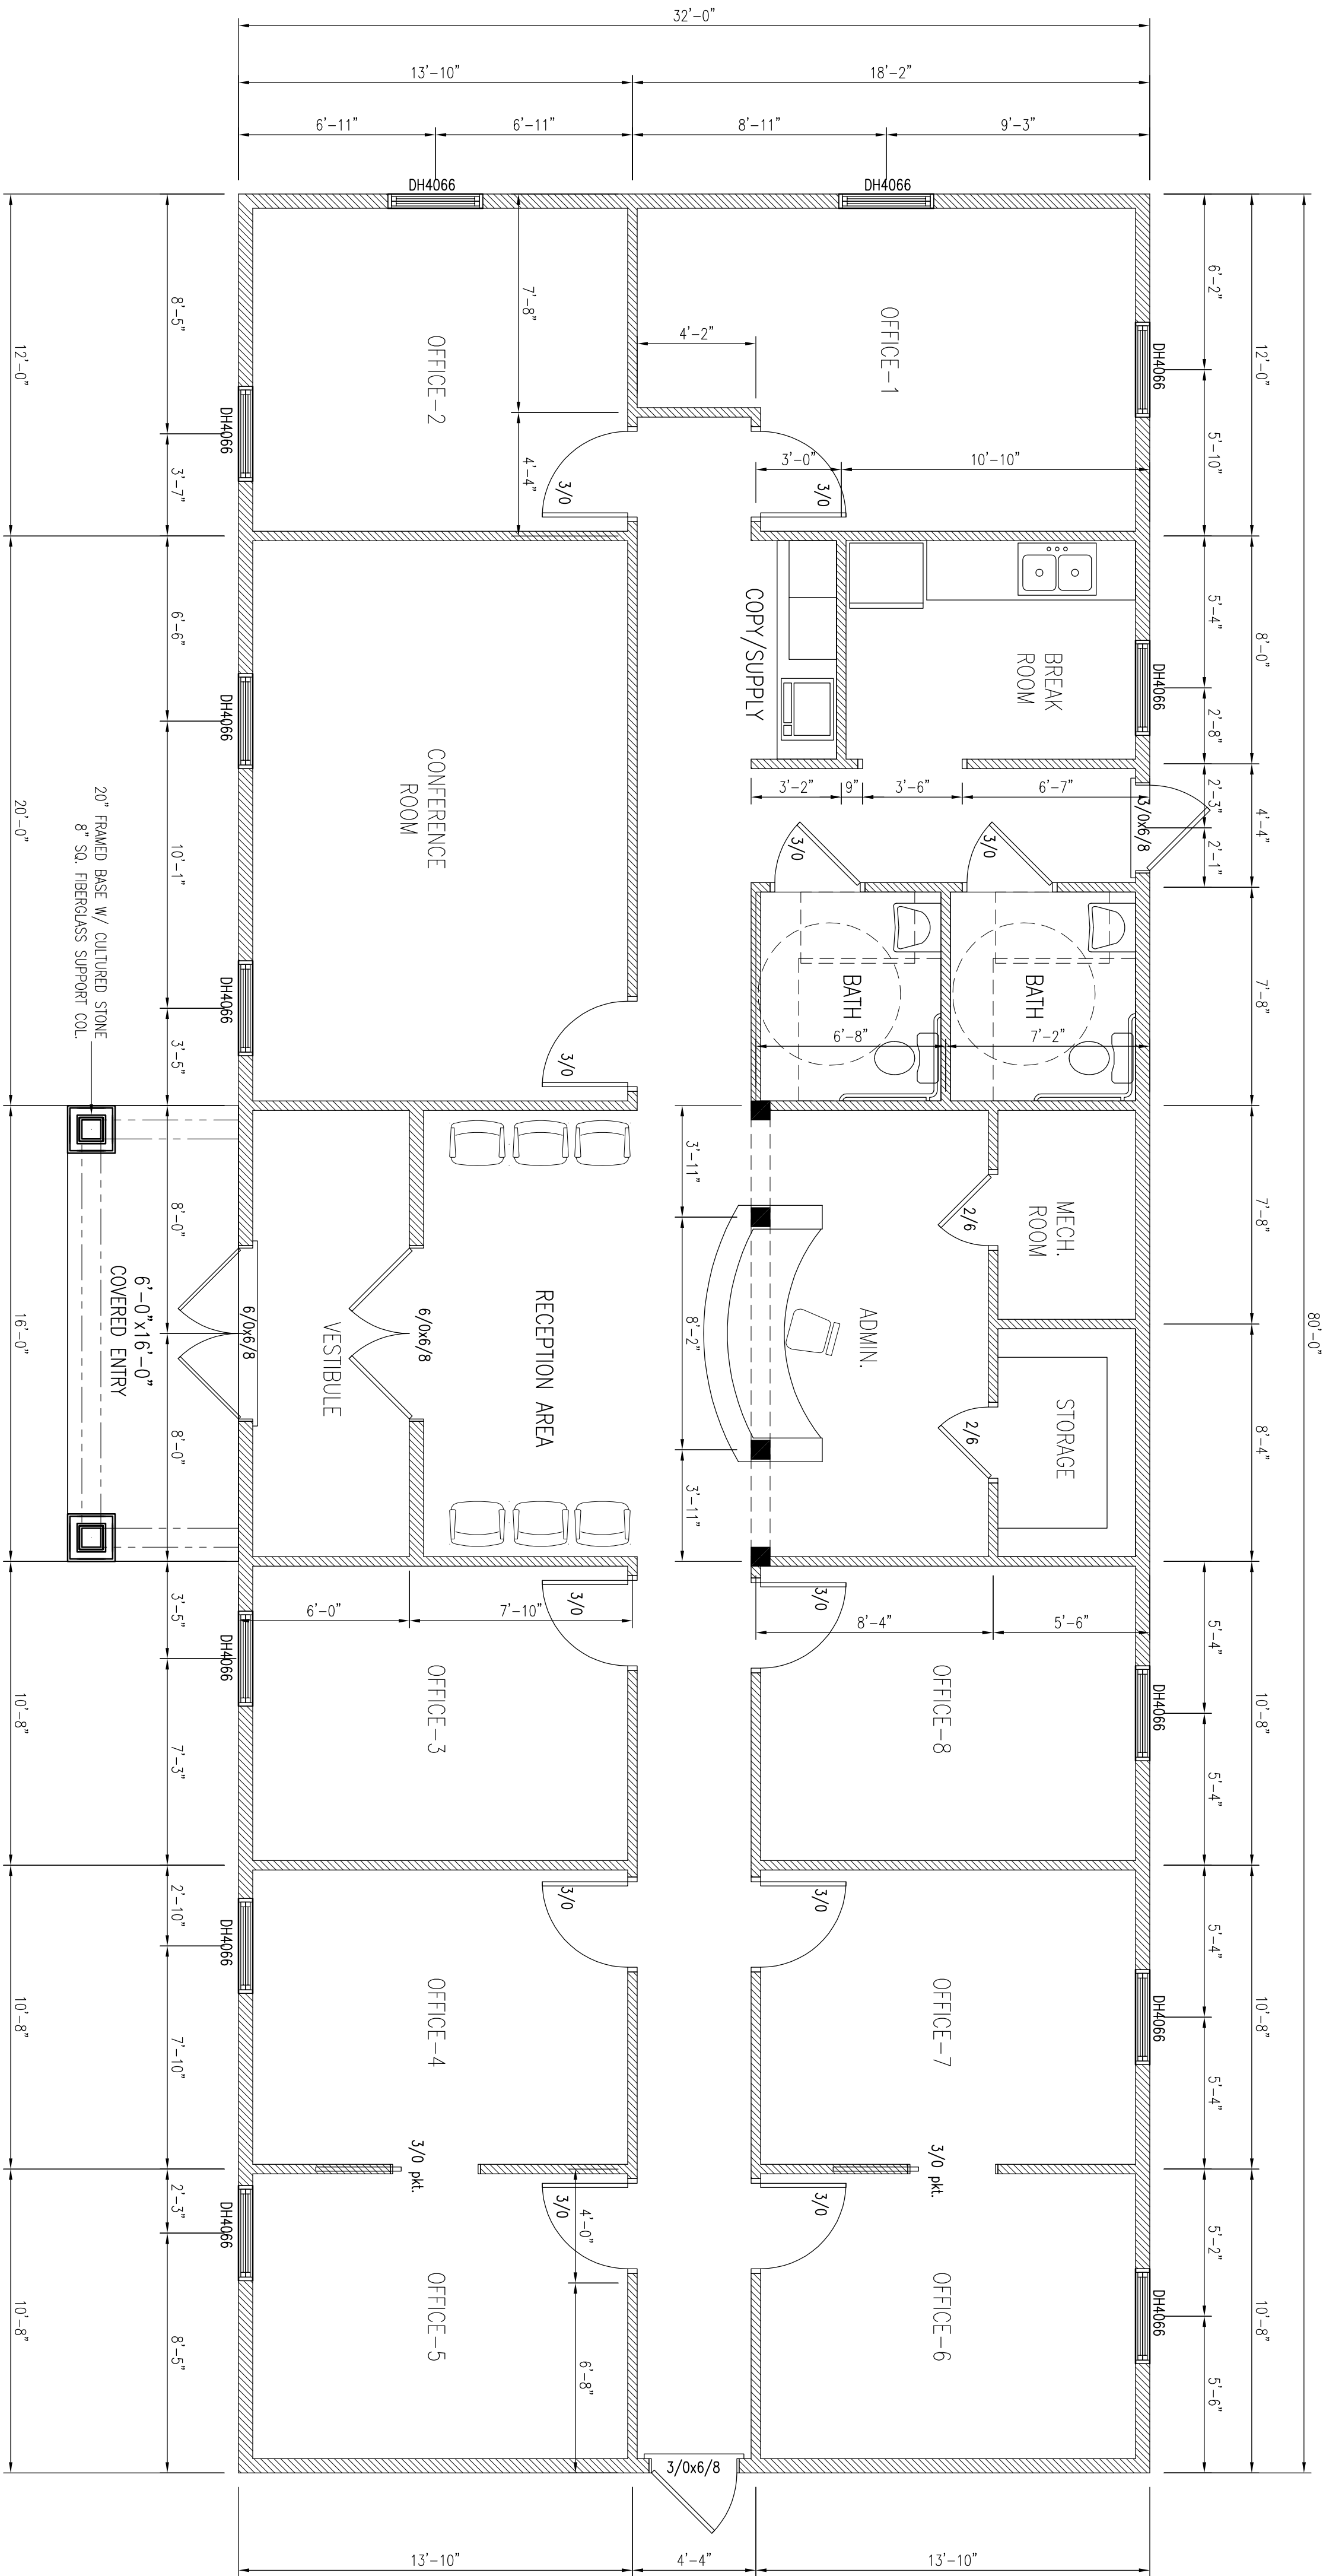 32'-0"
13'-10"
18'-2"
6'-11"
6'-11"
8'-11"
9'-3"
DH4066
DH4066
80'-0"
12'-0"
8'-0"
4'-4"
7'-8"
7'-8"
8'-4"
10'-8"
10'-8"
10'-8"
6'-2"
5'-10"
5'-4"
2'-8"
2'-3"
2'-1"
5'-4"
5'-4"
5'-4"
5'-4"
5'-2"
5'-6"
DH4066
DH4066
3/0x6/8
DH4066
DH4066
DH4066
OFFICE-1
4'-2"
3'-0"
10'-10"
3/0
7'-8"
4'-4"
OFFICE-2
3/0
BREAK
ROOM
COPY/SUPPLY
3'-2"
9"
3'-6"
6'-7"
3/0
3/0
BATH
BATH
6'-8"
7'-2"
CONFERENCE
ROOM
3/0
MECH.
ROOM
2/6
STORAGE
2/6
ADMIN.
3'-11"
8'-2"
3'-11"
RECEPTION AREA
6/0x6/8
VESTIBULE
6/0x6/8
6'-0"x16'-0"
COVERED ENTRY
20" FRAMED BASE W/ CULTURED STONE
8" SQ. FIBERGLASS SUPPORT COL.
3/0
3/0
6'-0"
7'-10"
8'-4"
5'-6"
OFFICE-3
OFFICE-8
3/0
3/0
OFFICE-4
OFFICE-7
3/0 pkt.
3/0 pkt.
3/0
3/0
4'-0"
6'-8"
OFFICE-5
OFFICE-6
3/0x6/8
DH4066
DH4066
DH4066
DH4066
DH4066
DH4066
8'-5"
3'-7"
6'-6"
10'-1"
3'-5"
8'-0"
8'-0"
3'-5"
7'-3"
2'-10"
7'-10"
2'-3"
8'-5"
12'-0"
20'-0"
16'-0"
10'-8"
10'-8"
10'-8"
13'-10"
4'-4"
13'-10"